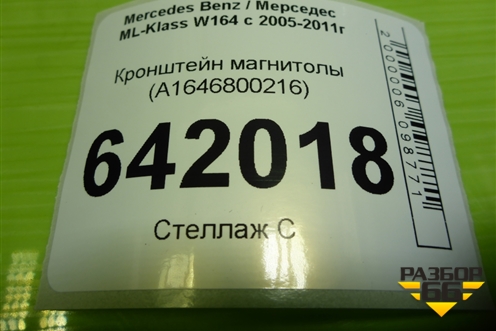 Mercedes Benz / Мерседес
ML-Klass W164 с 2005-2011г
Кронштейн магнитолы
(A1646800216)
642018
Стеллаж С
2000006098771
РАЗБОР
66